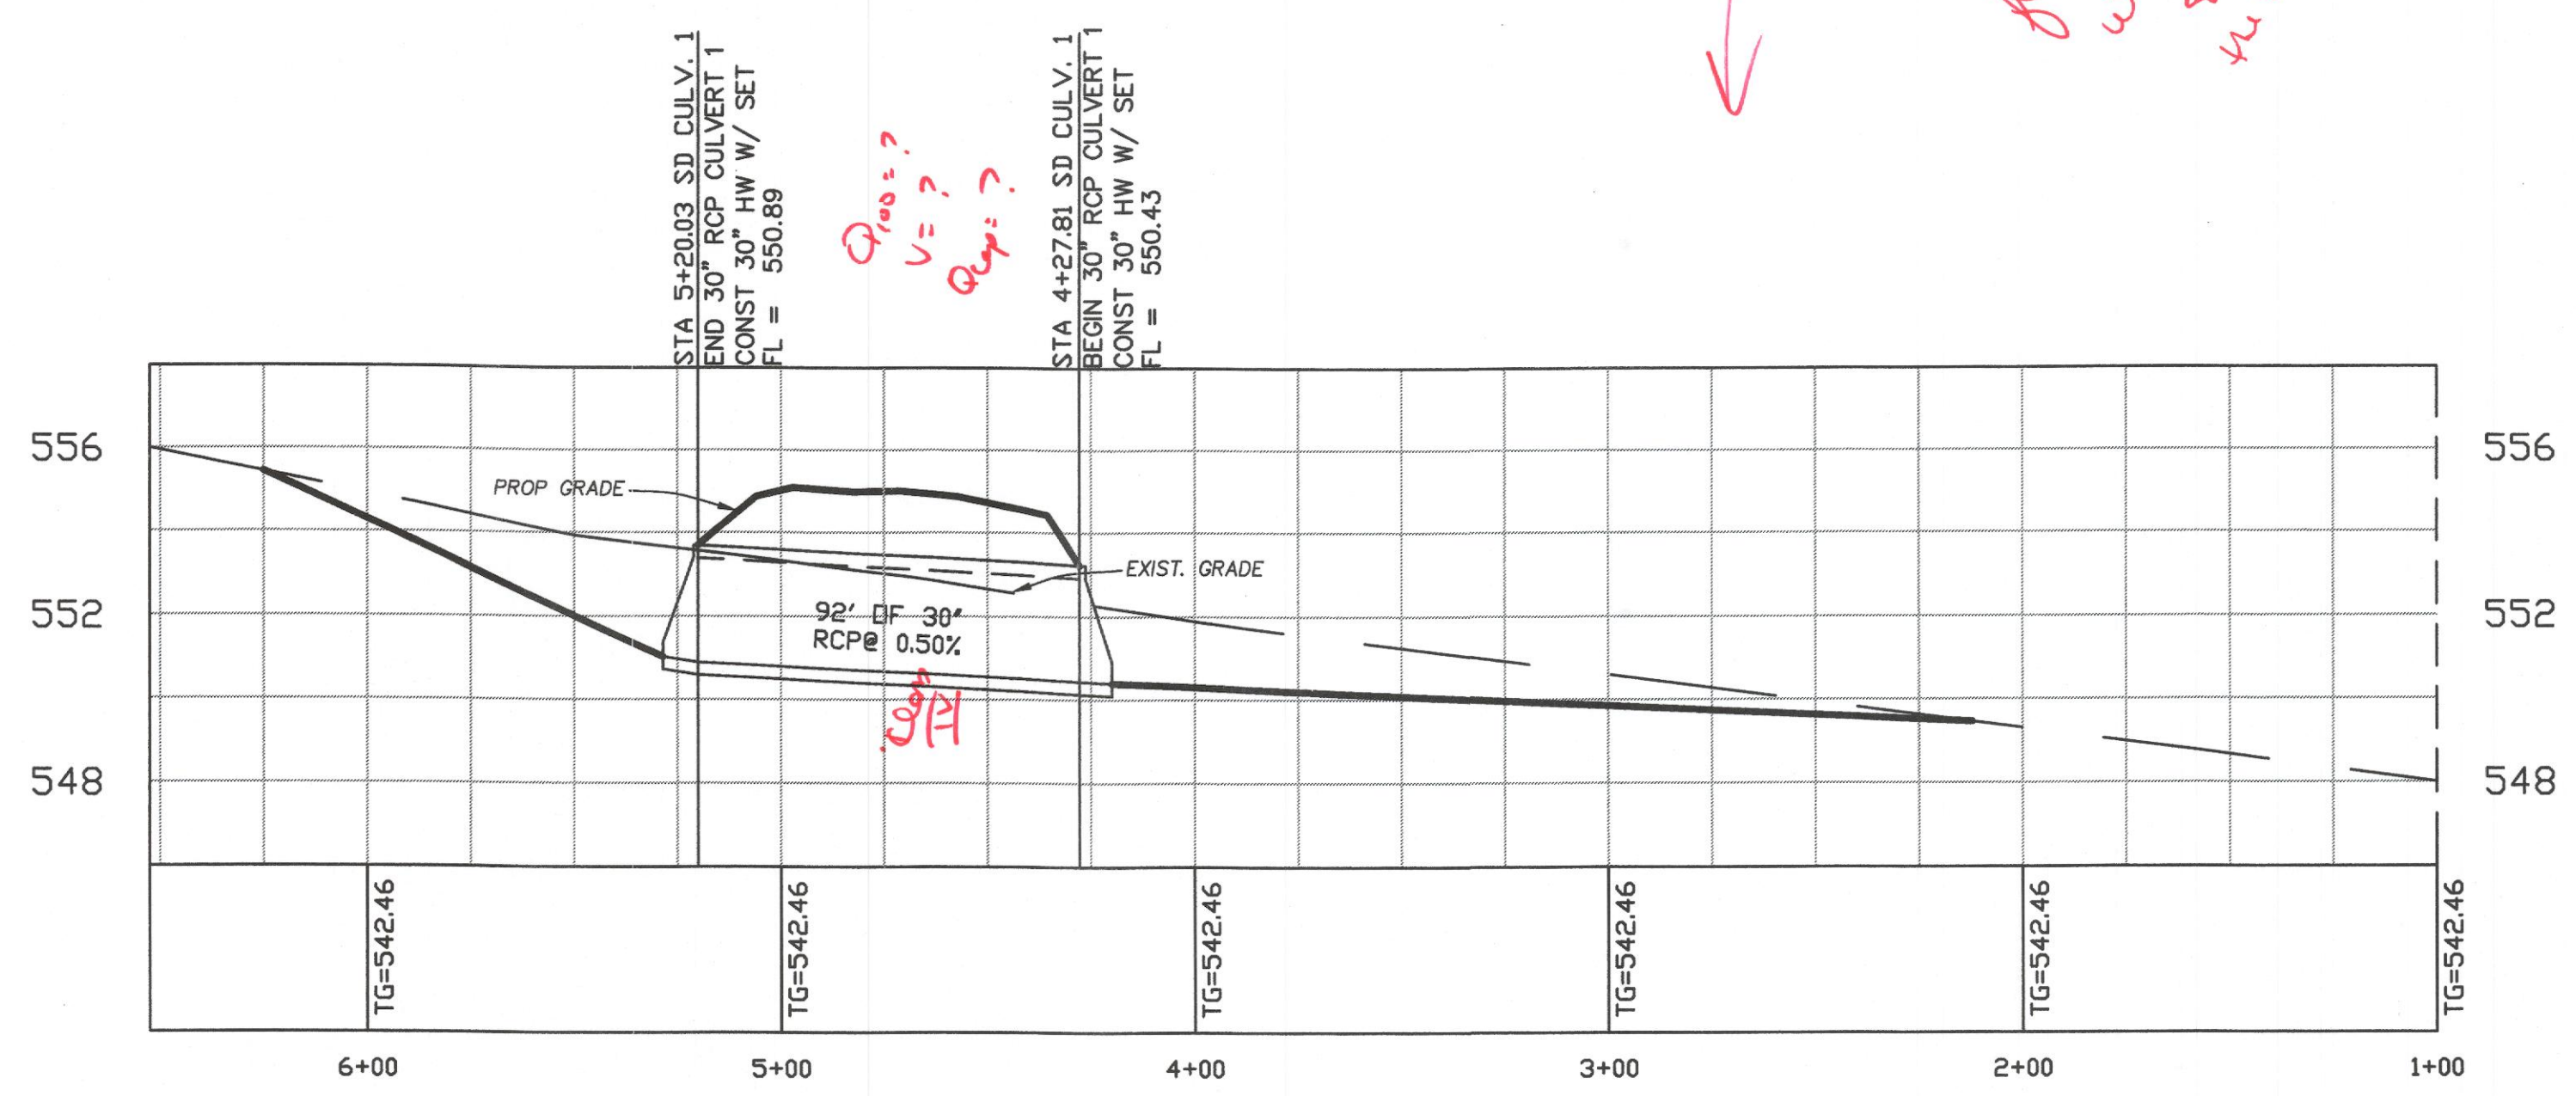 STA 5+20.03 SD CULV. 1
END 30" RCP CULVERT 1
CONST 30" HW W/ SET
FL = 550.89
Q100 = ?
V = ?
Qcap = ?
STA 4+27.81 SD CULV. 1
BEGIN 30" RCP CULVERT 1
CONST 30" HW W/ SET
FL = 550.43
556
556
PROP GRADE
EXIST. GRADE
552
92' OF 30"
RCP@ 0.50%
552
548
548
TG=542.46
TG=542.46
TG=542.46
TG=542.46
TG=542.46
TG=542.46
6+00
5+00
4+00
3+00
2+00
1+00